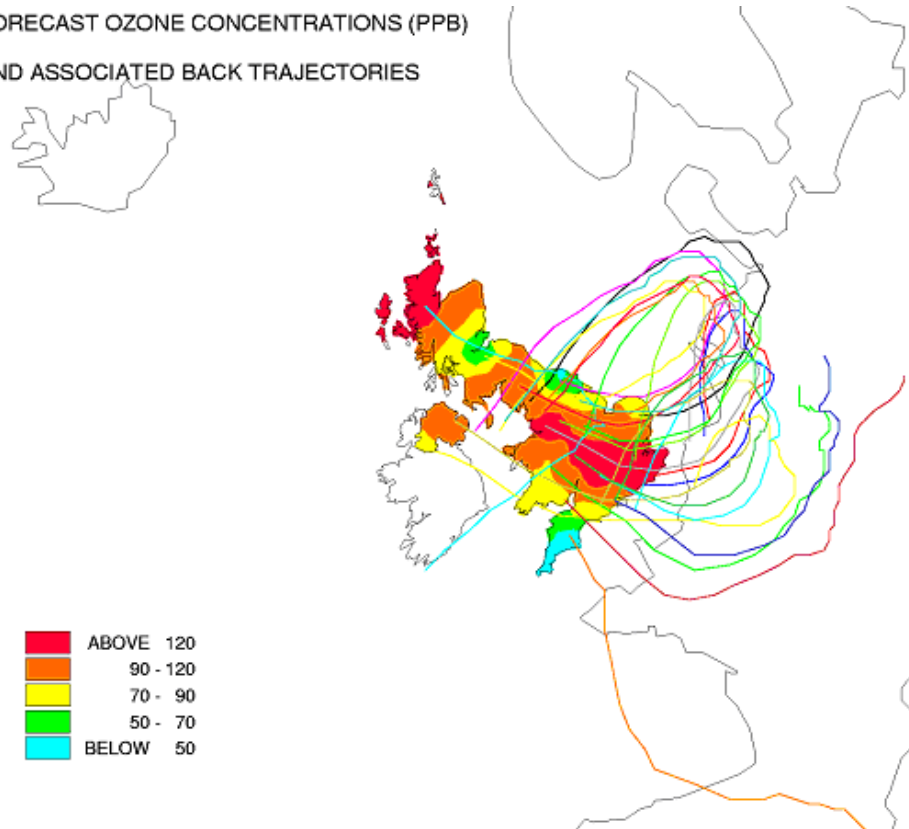 ORECAST OZONE CONCENTRATIONS (PPB)
ND ASSOCIATED BACK TRAJECTORIES
ABOVE 120
90 - 120
70 - 90
50 - 70
BELOW 50